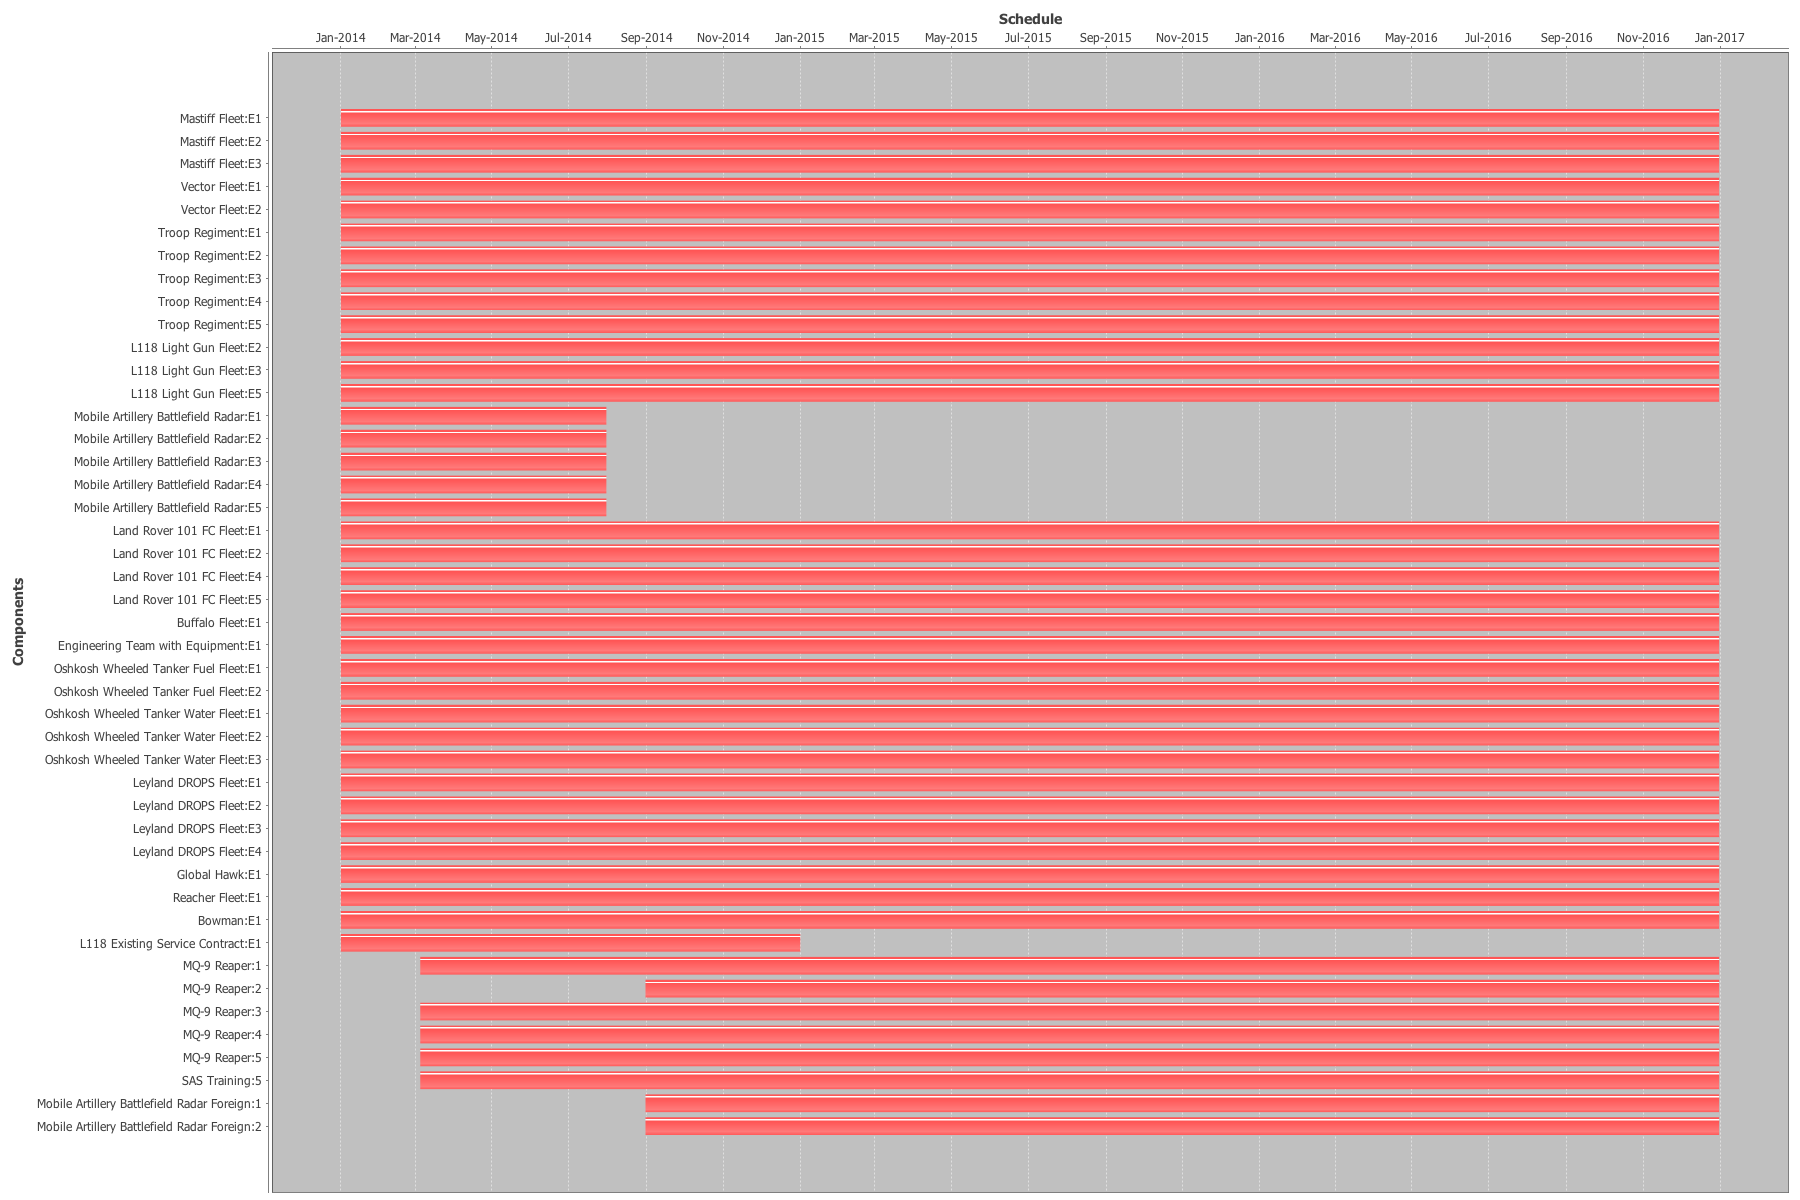 Schedule
Jan-2014 Mar-2014 May-2014 Jul-2014 Sep-2014 Nov-2014 Jan-2015 Mar-2015 May-2015 Jul-2015 Sep-2015 Nov-2015 Jan-2016 Mar-2016 May-2016 Jul-2016 Sep-2016 Nov-2016 Jan-2017
Components
Mastiff Fleet:E1
Mastiff Fleet:E2
Mastiff Fleet:E3
Vector Fleet:E1
Vector Fleet:E2
Troop Regiment:E1
Troop Regiment:E2
Troop Regiment:E3
Troop Regiment:E4
Troop Regiment:E5
L118 Light Gun Fleet:E2
L118 Light Gun Fleet:E3
L118 Light Gun Fleet:E5
Mobile Artillery Battlefield Radar:E1
Mobile Artillery Battlefield Radar:E2
Mobile Artillery Battlefield Radar:E3
Mobile Artillery Battlefield Radar:E4
Mobile Artillery Battlefield Radar:E5
Land Rover 101 FC Fleet:E1
Land Rover 101 FC Fleet:E2
Land Rover 101 FC Fleet:E4
Land Rover 101 FC Fleet:E5
Buffalo Fleet:E1
Engineering Team with Equipment:E1
Oshkosh Wheeled Tanker Fuel Fleet:E1
Oshkosh Wheeled Tanker Fuel Fleet:E2
Oshkosh Wheeled Tanker Water Fleet:E1
Oshkosh Wheeled Tanker Water Fleet:E2
Oshkosh Wheeled Tanker Water Fleet:E3
Leyland DROPS Fleet:E1
Leyland DROPS Fleet:E2
Leyland DROPS Fleet:E3
Leyland DROPS Fleet:E4
Global Hawk:E1
Reacher Fleet:E1
Bowman:E1
L118 Existing Service Contract:E1
MQ-9 Reaper:1
MQ-9 Reaper:2
MQ-9 Reaper:3
MQ-9 Reaper:4
MQ-9 Reaper:5
SAS Training:5
Mobile Artillery Battlefield Radar Foreign:1
Mobile Artillery Battlefield Radar Foreign:2